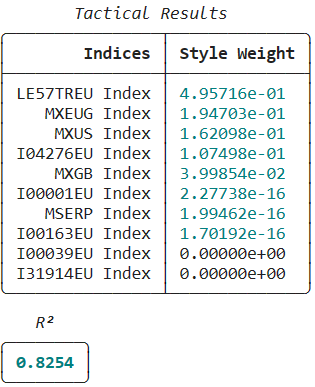 Tactical Results
Indices Style Weight
LE57TREU Index 4.95716e-01
MXEUG Index 1.94703e-01
MXUS Index 1.62098e-01
I04276EU Index 1.07498e-01
MXGB Index 3.99854e-02
I00001EU Index 2.27738e-16
MSERP Index 1.99462e-16
I00163EU Index 1.70192e-16
I00039EU Index 0.00000e+00
I31914EU Index 0.00000e+00
R²
0.8254